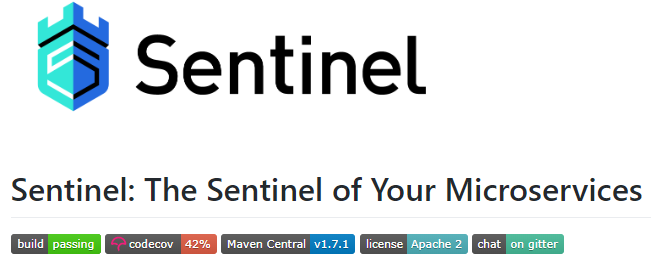 Sentinel
Sentinel: The Sentinel of Your Microservices
build passing codecov 42% Maven Central v1.7.1 license Apache 2 chat on gitter